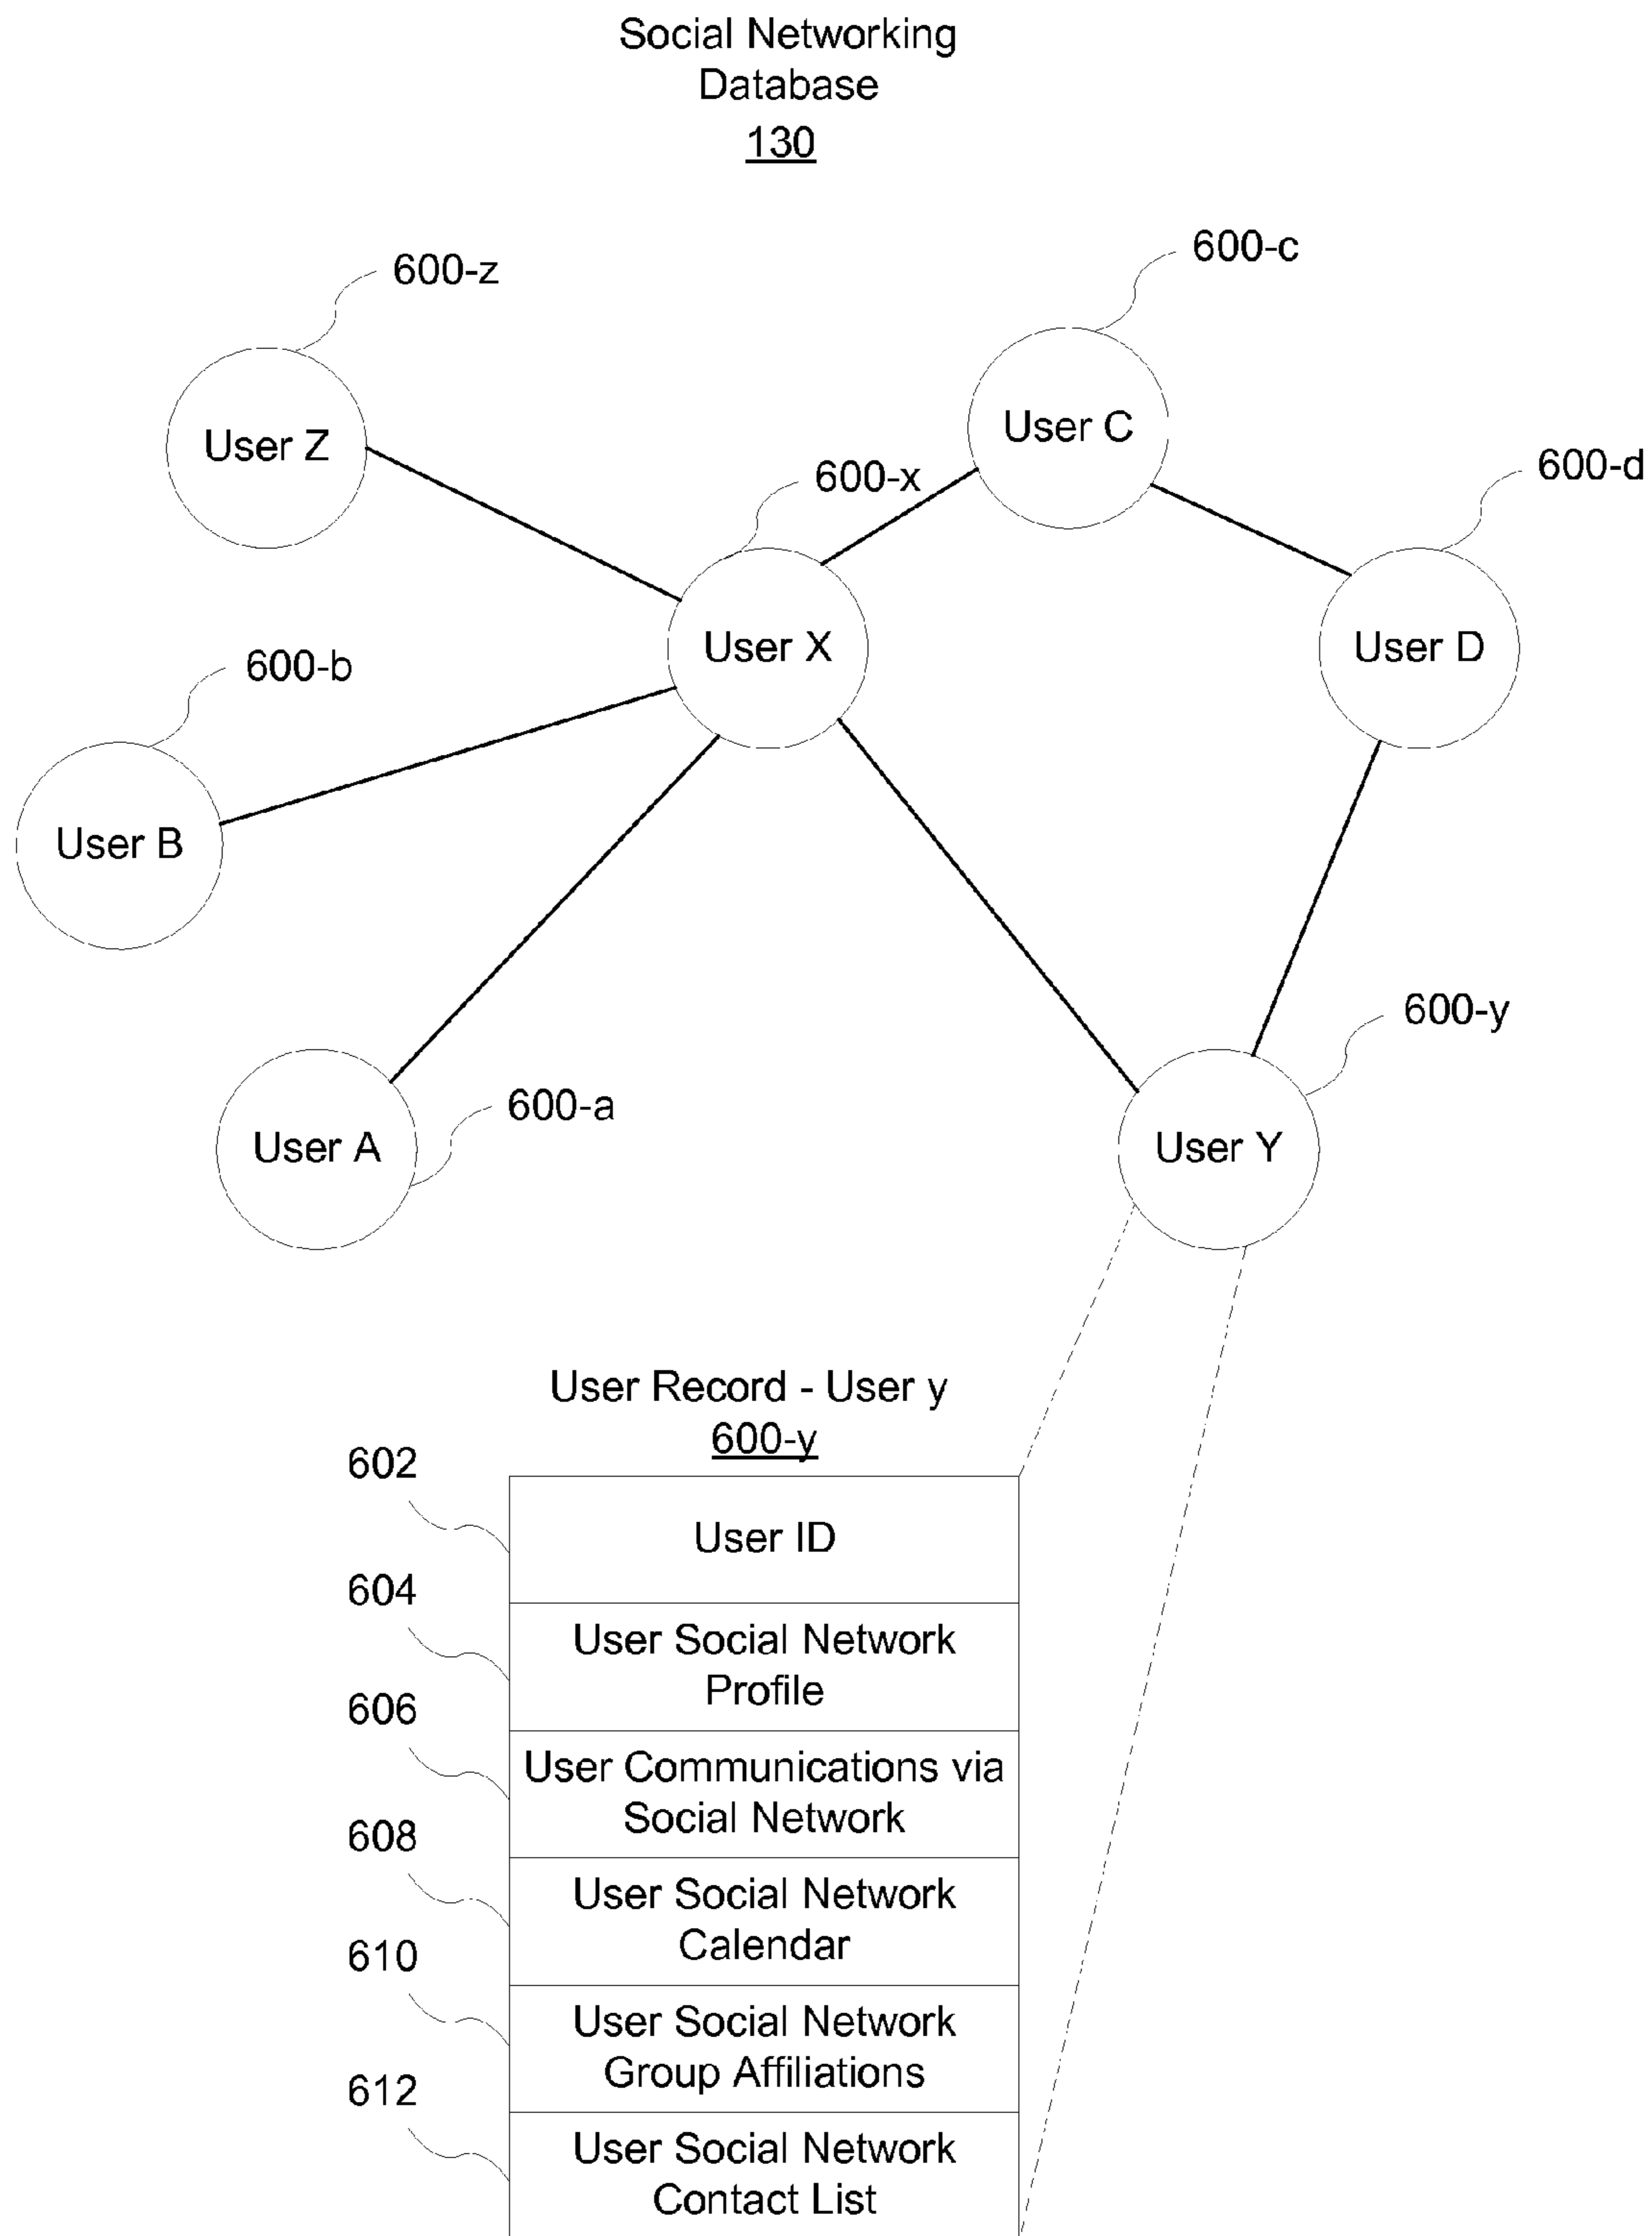 Social Networking
Database
130
600-c
600-z
User C
User Z
600-d
600-x
User X
User D
600-b
User B
600-y
600-a
User A
User Y
User Record - User y
600-y
602
User ID
604
User Social Network
Profile
606
User Communications via
Social Network
608
User Social Network
Calendar
610
User Social Network
Group Affiliations
612
User Social Network
Contact List